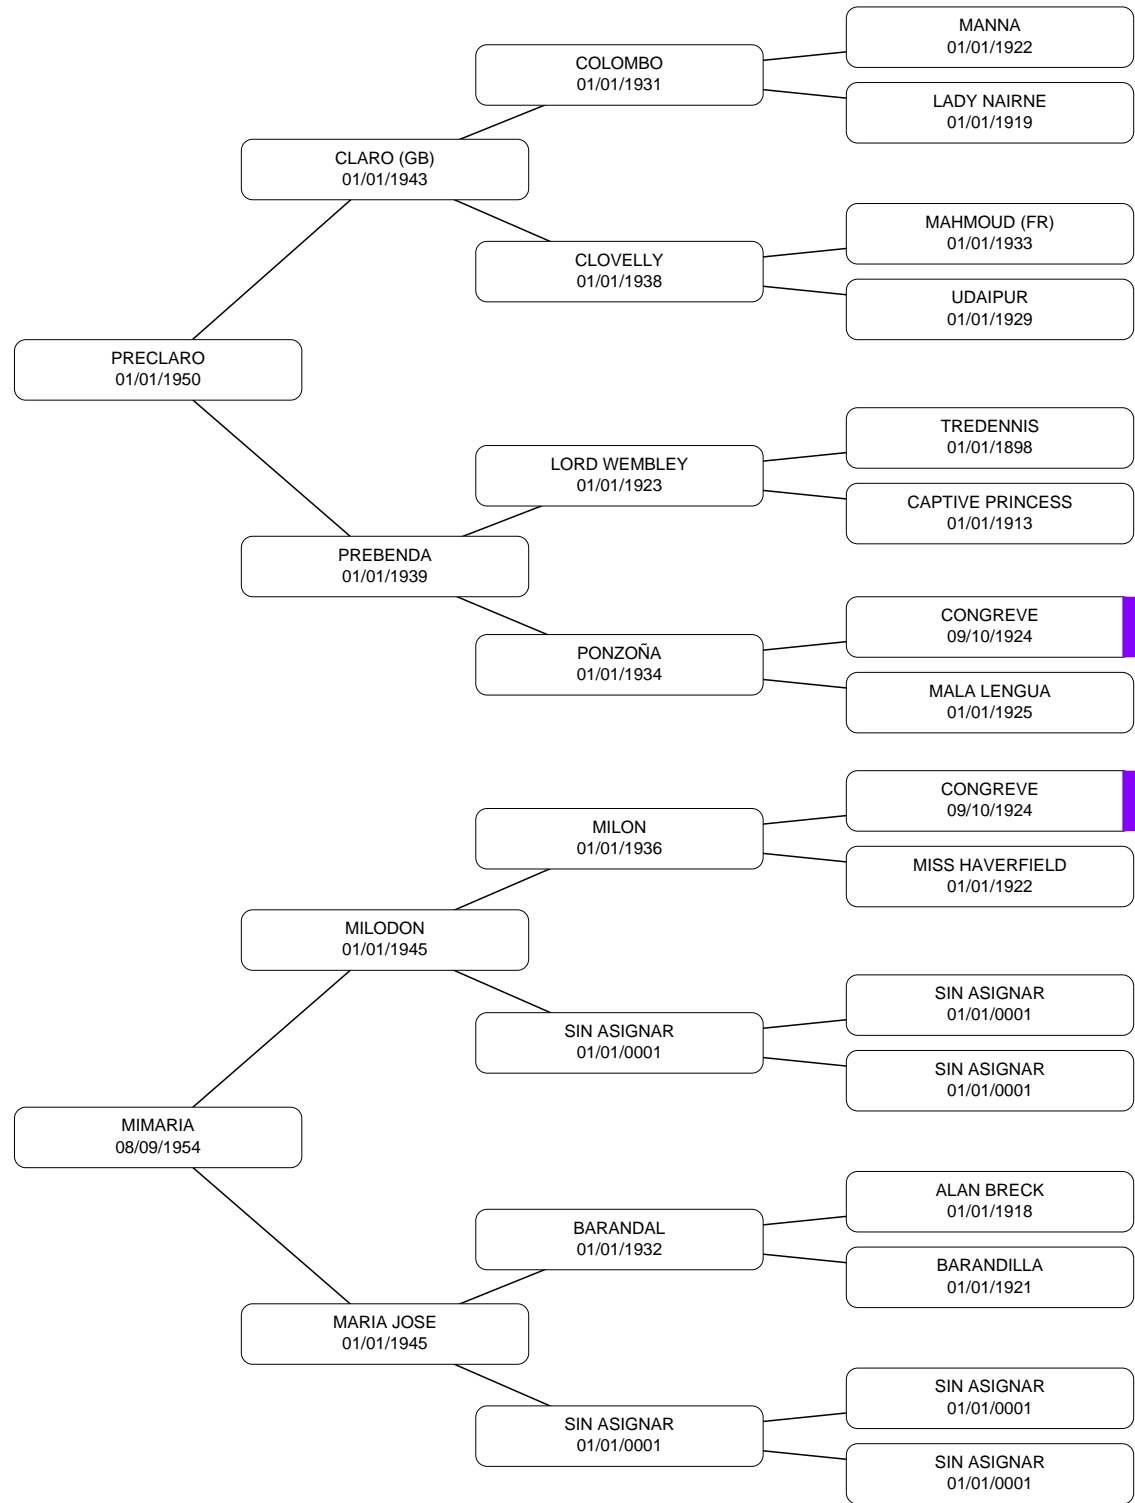 MANNA
01/01/1922
COLOMBO
01/01/1931
LADY NAIRNE
01/01/1919
CLARO (GB)
01/01/1943
MAHMOUD (FR)
01/01/1933
CLOVELLY
01/01/1938
UDAIPUR
01/01/1929
PRECLARO
01/01/1950
TREDENNIS
01/01/1898
LORD WEMBLEY
01/01/1923
CAPTIVE PRINCESS
01/01/1913
PREBENDA
01/01/1939
CONGREVE
09/10/1924
PONZOÑA
01/01/1934
MALA LENGUA
01/01/1925
CONGREVE
09/10/1924
MILON
01/01/1936
MISS HAVERFIELD
01/01/1922
MILODON
01/01/1945
SIN ASIGNAR
01/01/0001
SIN ASIGNAR
01/01/0001
SIN ASIGNAR
01/01/0001
MIMARIA
08/09/1954
ALAN BRECK
01/01/1918
BARANDAL
01/01/1932
BARANDILLA
01/01/1921
MARIA JOSE
01/01/1945
SIN ASIGNAR
01/01/0001
SIN ASIGNAR
01/01/0001
SIN ASIGNAR
01/01/0001